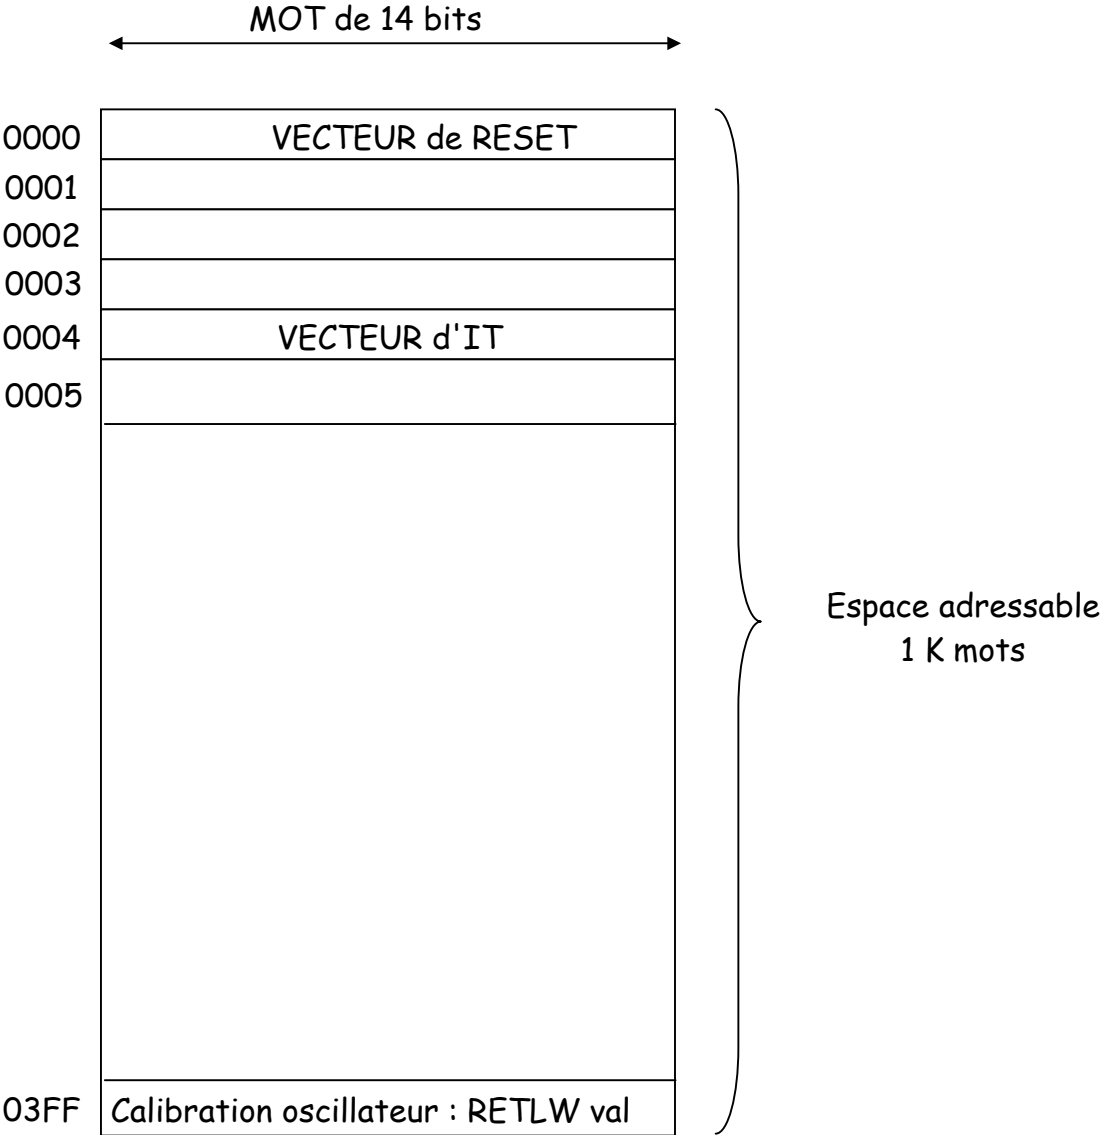 MOT de 14 bits
0000 VECTEUR de RESET
0001
0002
0003
0004 VECTEUR d'IT
0005
Espace adressable
1 K mots
03FF Calibration oscillateur : RETLW val